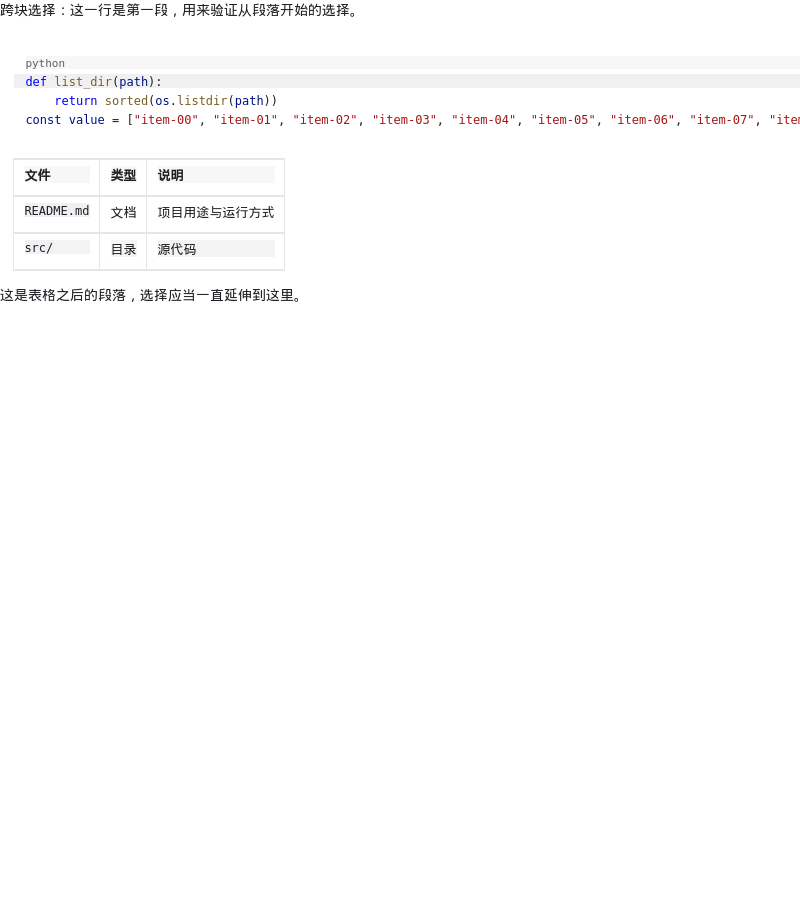 跨块选择：这一行是第一段，用来验证从段落开始的选择。
python
def list_dir(path):
    return sorted(os.listdir(path))
const value = ["item-00", "item-01", "item-02", "item-03", "item-04", "item-05", "item-06", "item-07", "item
文件 类型 说明
README.md 文档 项目用途与运行方式
src/ 目录 源代码
这是表格之后的段落，选择应当一直延伸到这里。